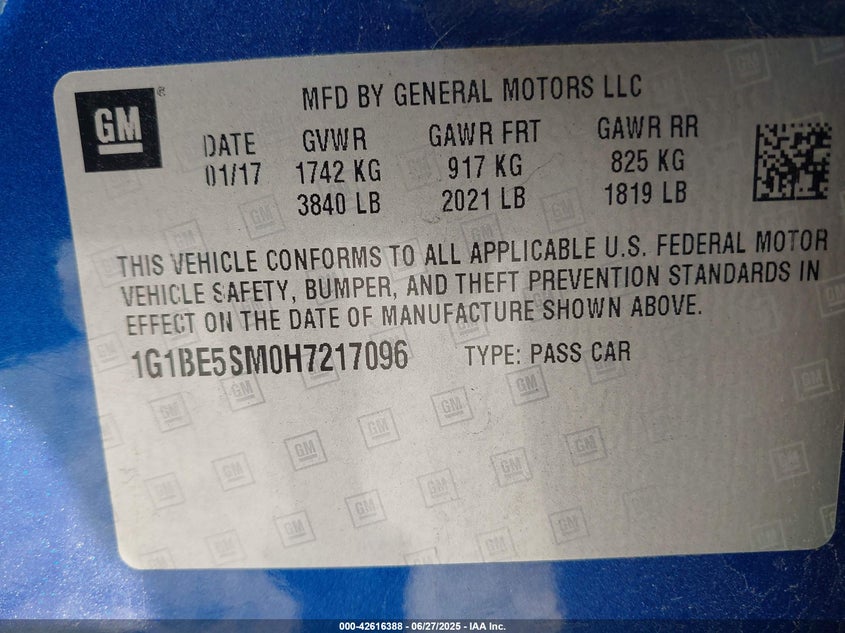 GM
MFD BY GENERAL MOTORS LLC
DATE GVWR GAWR FRT GAWR RR
01/17 1742 KG 917 KG 825 KG
3840 LB 2021 LB 1819 LB
THIS VEHICLE CONFORMS TO ALL APPLICABLE U.S. FEDERAL MOTOR
VEHICLE SAFETY, BUMPER, AND THEFT PREVENTION STANDARDS IN
EFFECT ON THE DATE OF MANUFACTURE SHOWN ABOVE.
1G1BE5SM0H7217096 TYPE: PASS CAR
000-42616388 - 06/27/2025 - IAA Inc.